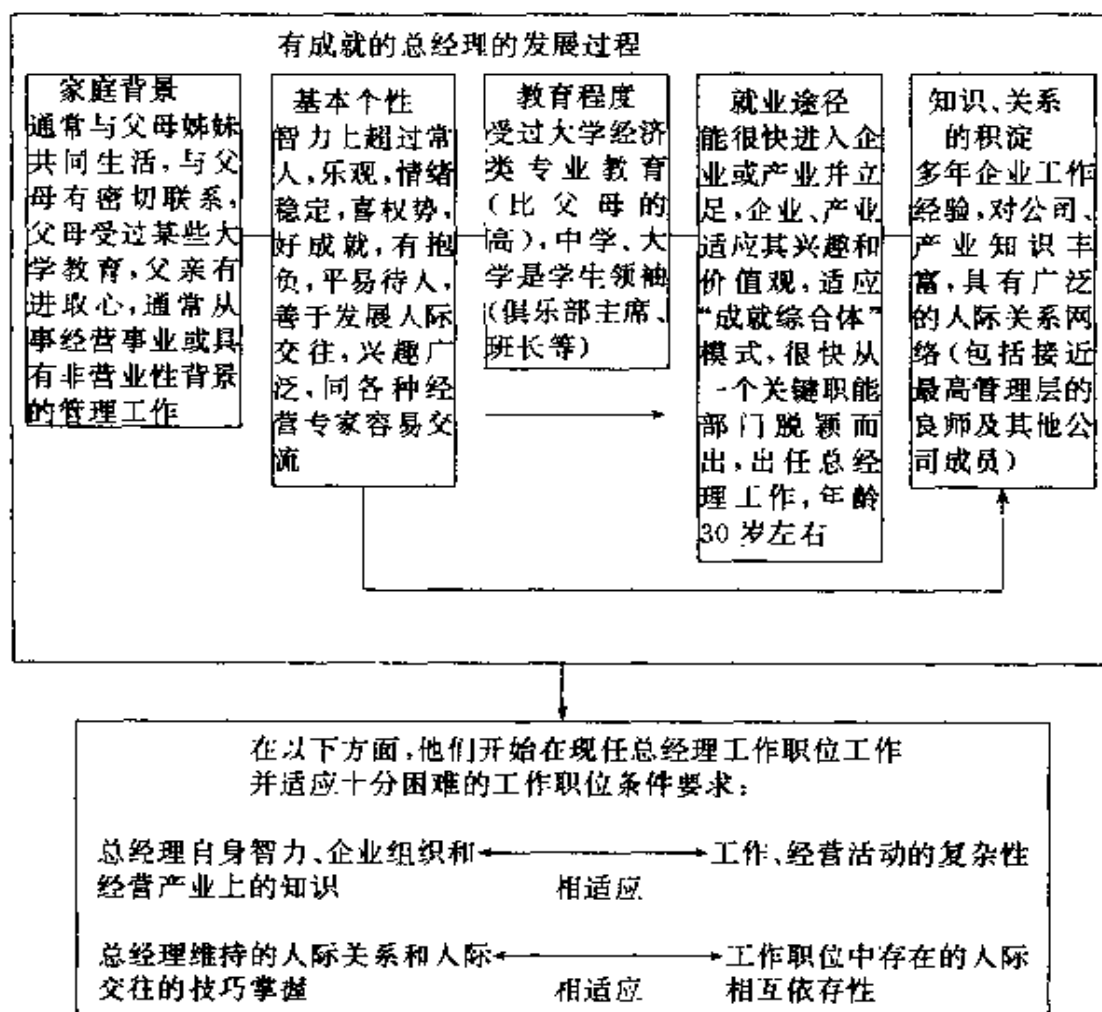 有成就的总经理的发展过程
家庭背景
通常与父母姊妹
共同生活,与父
母有密切联系,
父母受过某些大
学教育,父亲有
进取心,通常从
事经营事业或具
有非营业性背景
的管理工作
基本个性
智力上超过常
人,乐观,情绪
稳定,喜权势,
好成就,有抱
负,平易待人,
善于发展人际
交往,兴趣广
泛,同各种经
营专家容易交
流
教育程度
受过大学经济
类专业教育
(比父母的
高),中学、大
学是学生领袖
(俱乐部主席、
班长等)
就业途径
能很快进入企
业或产业并立
足,企业、产业
适应其兴趣和
价值观,适应
“成就综合体”
模式,很快从
一个关键职能
部门脱颖而
出,出任总经
理工作,年龄
30岁左右
知识、关系
的积淀
多年企业工作
经验,对公司、
产业知识丰
富,具有广泛
的人际关系网
络(包括接近
最高管理层的
良师及其他公
司成员)
在以下方面,他们开始在现任总经理工作职位工作
并适应十分困难的工作职位条件要求:
总经理自身智力、企业组织和
经营产业上的知识
相适应
工作、经营活动的复杂性
总经理维持的人际关系和人际
交往的技巧掌握
相适应
工作职位中存在的人际
相互依存性